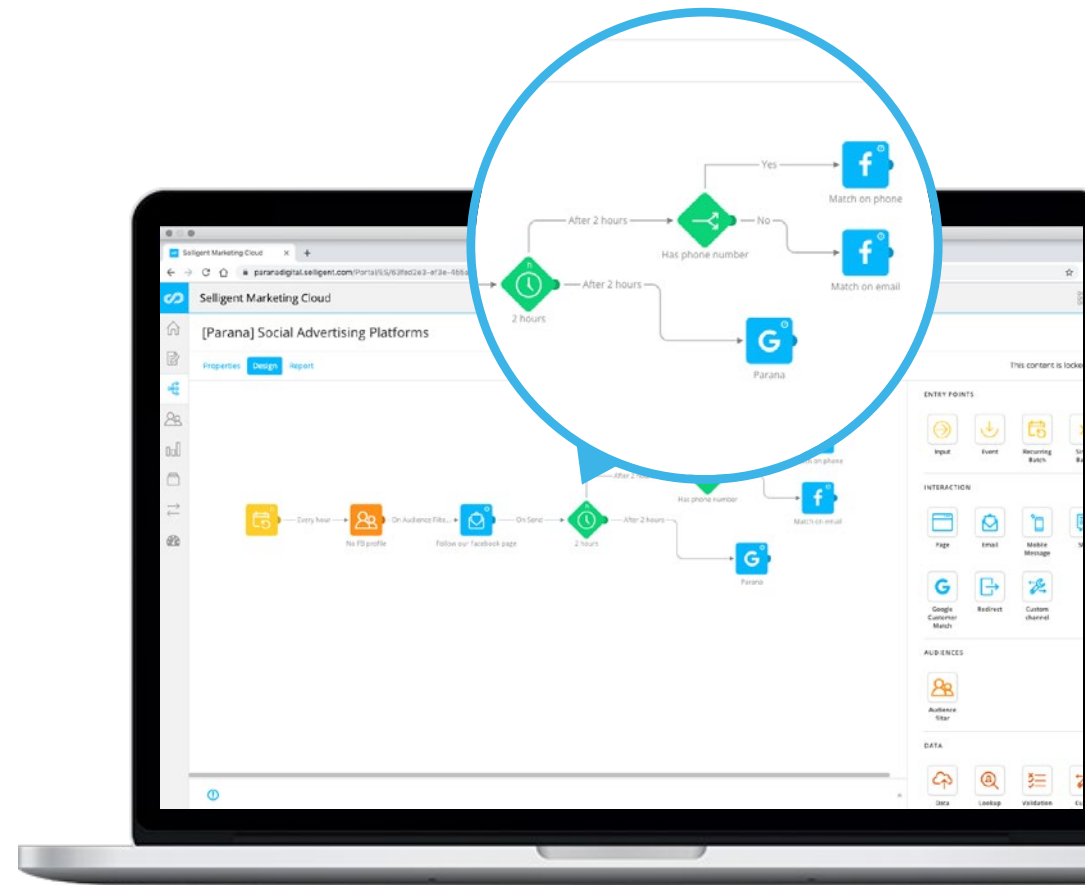 Yes
Match on phone
After 2 hours
No
Has phone number
Match on email
After 2 hours
2 hours
Parana
Selligent Marketing Cloud
Selligent Marketing Cloud
[Parana] Social Advertising Platforms
Properties
Design
Report
This content is locke
ENTRY POINTS
Input
Event
Recurring
Batch
INTERACTION
Page
Email
Mobile
Message
Google
Customer
Match
Redirect
Custom
channel
AUDIENCES
Audience
filter
DATA
Data
Lookup
Validation
Every hour
No FB profile
On Audience Filte...
Follow our Facebook page
On Send
2 hours
After 2 hours
Has phone number
Match on email
Parana